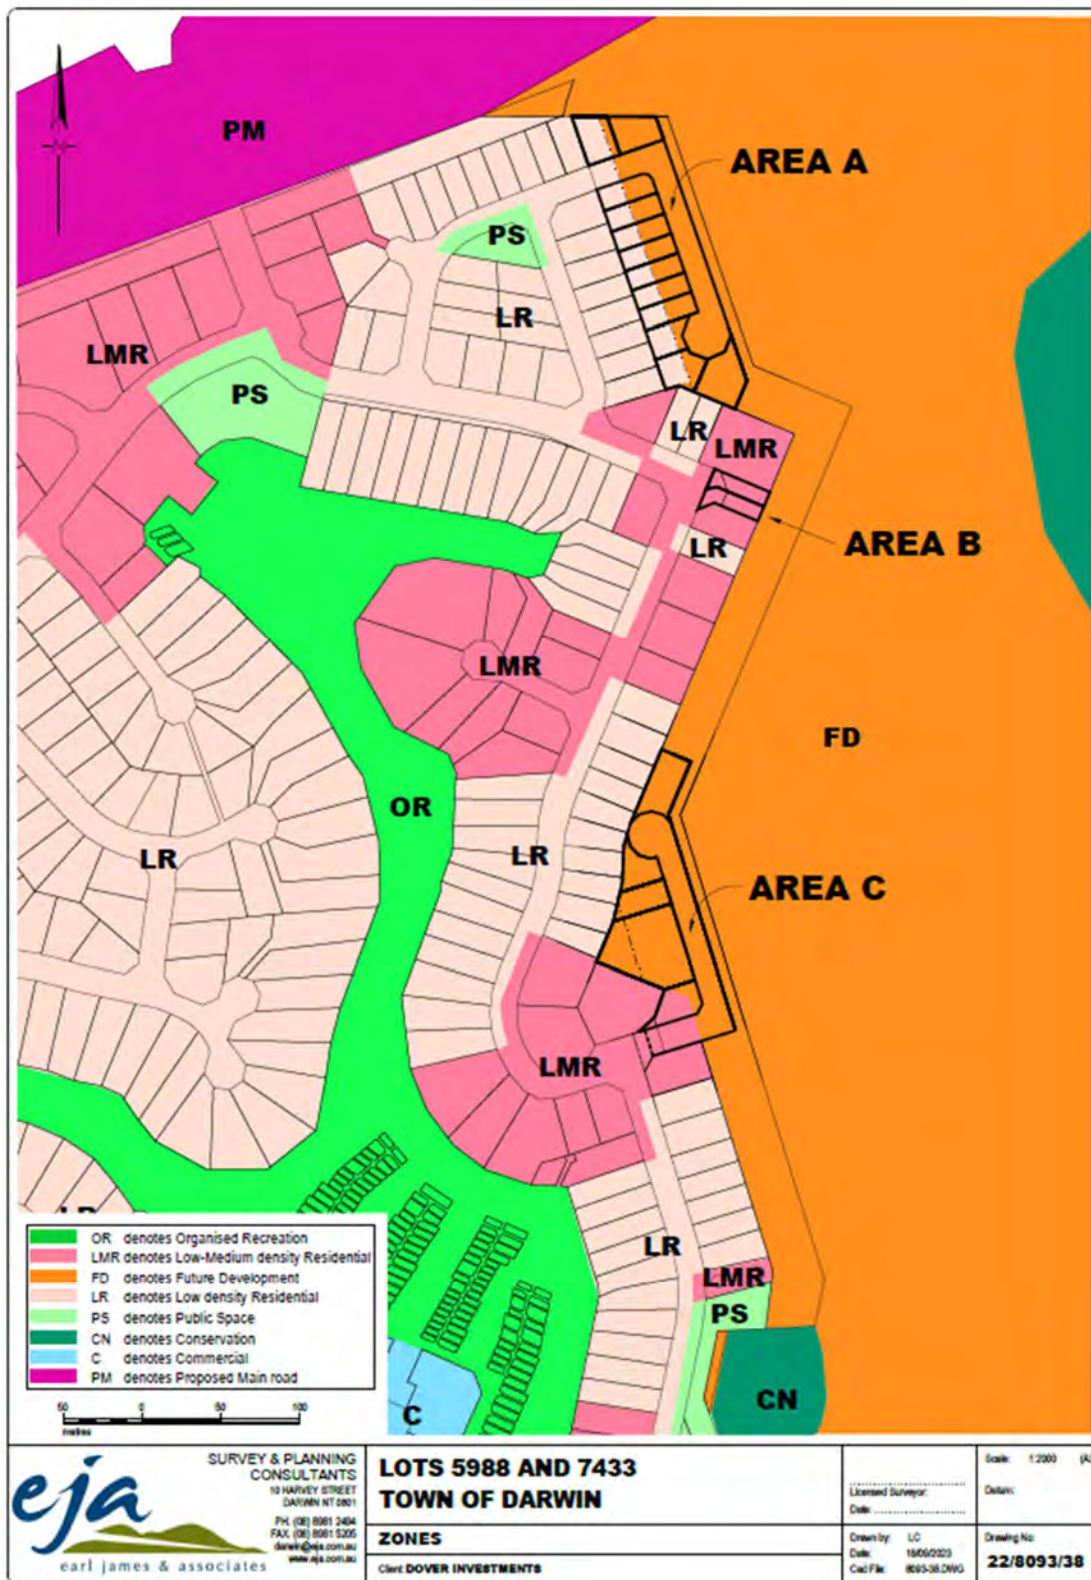 PM
AREA A
PS
LR
LMR
PS
LR
LMR
AREA B
LR
LMR
FD
OR
LR
LR
AREA C
LMR
LR
LR
LMR
PS
CN
C
OR denotes Organised Recreation
LMR denotes Low-Medium density Residential
FD denotes Future Development
LR denotes Low density Residential
PS denotes Public Space
CN denotes Conservation
C denotes Commercial
PM denotes Proposed Main road
50 0 50 100
metres
eja
earl james & associates
SURVEY & PLANNING
CONSULTANTS
10 HARVEY STREET
DARWIN NT 0801
PH. (08) 8981 2494
FAX. (08) 8981 5205
darwin@eja.com.au
www.eja.com.au
LOTS 5988 AND 7433
TOWN OF DARWIN
ZONES
Client DOVER INVESTMENTS
Licensed Surveyor:
Date:
Drawn by: LC
Date:
Cad File: 8093-38.DWG
Scale: 1:2000
Datum:
Drawing No:
22/8093/38